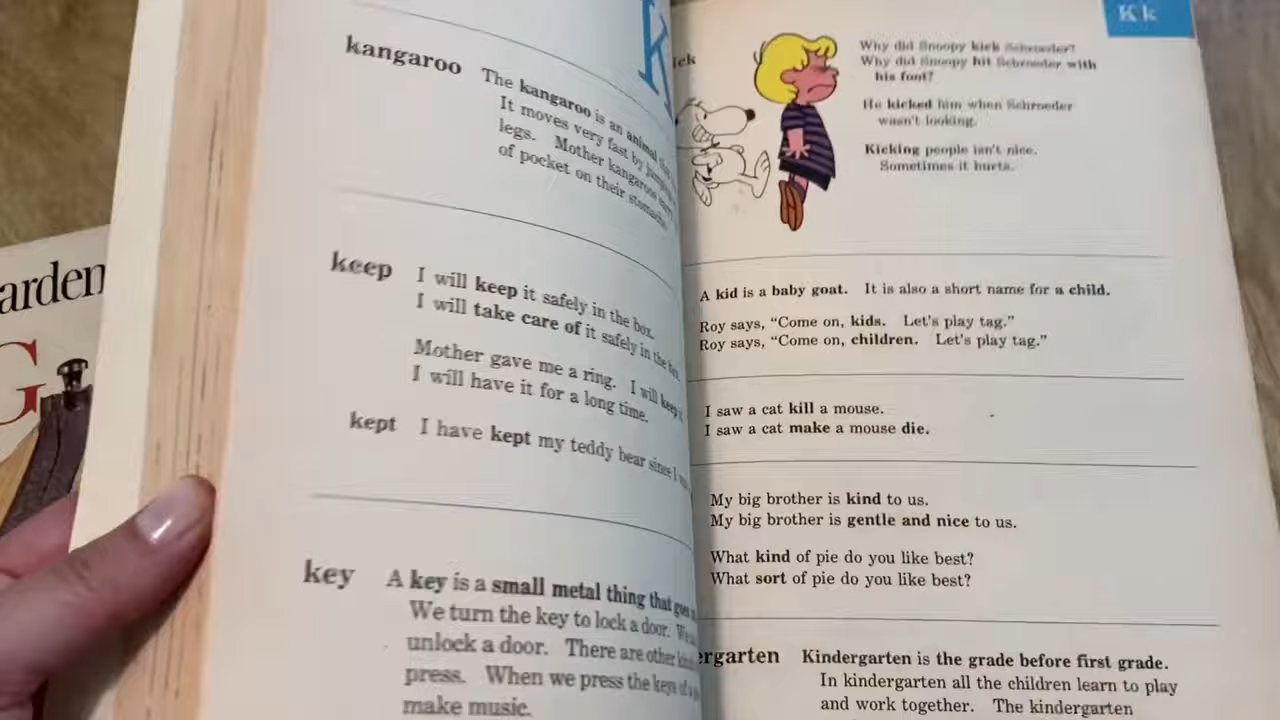 arden
G
K
kangaroo The kangaroo is an animal
It moves very fast by
legs. Mother kangaroos
of pocket on their stomachs.
keep I will keep it safely in the box.
I will take care of it safely in the box.
Mother gave me a ring. I will keep it
I will have it for a long time.
kept I have kept my teddy bear since I
key A key is a small metal thing that goes
We turn the key to lock a door. We
unlock a door. There are other
press. When we press the keys of a
make music.
K k
ick
Why did Snoopy kick Schroeder?
Why did Snoopy hit Schroeder with
his foot?
He kicked him when Schroeder
wasn't looking.
Kicking people isn't nice.
Sometimes it hurts.
A kid is a baby goat. It is also a short name for a child.
Roy says, "Come on, kids. Let's play tag."
Roy says, "Come on, children. Let's play tag."
I saw a cat kill a mouse.
I saw a cat make a mouse die.
My big brother is kind to us.
My big brother is gentle and nice to us.
What kind of pie do you like best?
What sort of pie do you like best?
ergarten Kindergarten is the grade before first grade.
In kindergarten all the children learn to play
and work together. The kindergarten